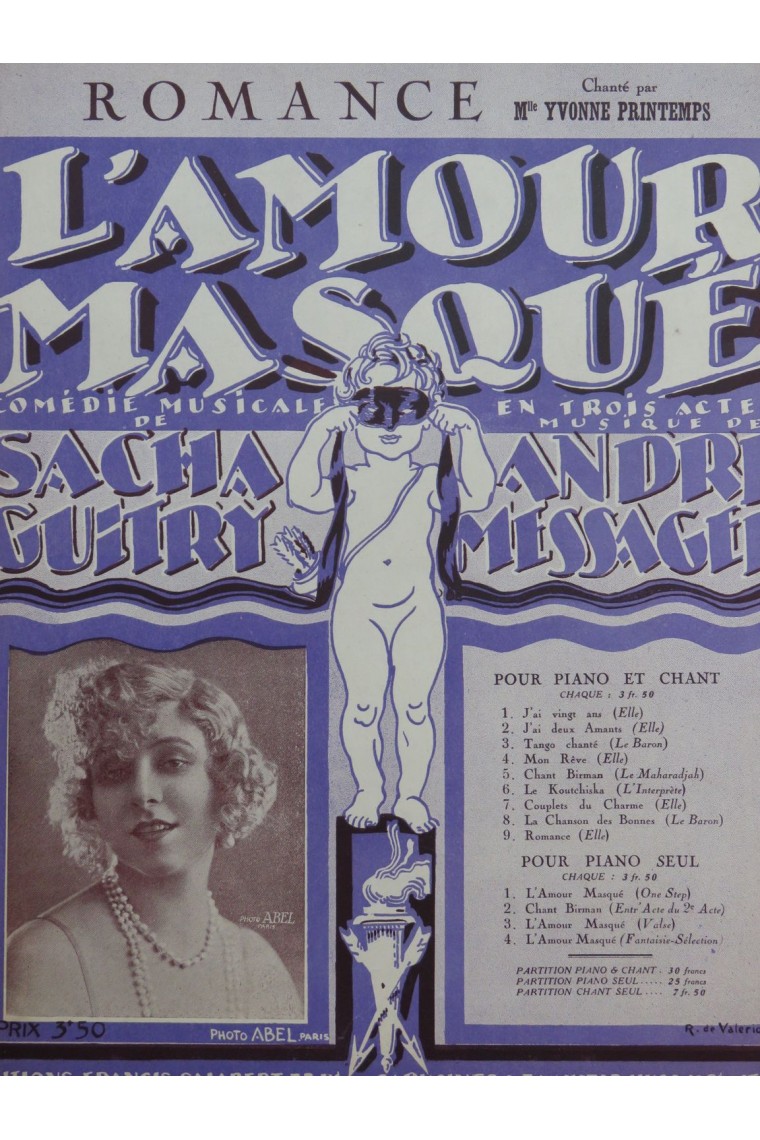 ROMANCE
Chanté par
Mlle YVONNE PRINTEMPS
L'AMOUR
MASQUÉ
COMÉDIE MUSICALE EN TROIS ACTE
DE MUSIQUE DE
SACHA ANDRÉ
GUITRY MESSAGER
POUR PIANO ET CHANT
CHAQUE : 3 fr. 50
1. J'ai vingt ans (Elle)
2. J'ai deux Amants (Elle)
3. Tango chanté (Le Baron)
4. Mon Rêve (Elle)
5. Chant Birman (Le Maharadjah)
6. Le Koutchiska (L'Interprète)
7. Couplets du Charme (Elle)
8. La Chanson des Bonnes (Le Baron)
9. Romance (Elle)
POUR PIANO SEUL
CHAQUE : 3 fr. 50
1. L'Amour Masqué (One Step)
2. Chant Birman (Entr'Acte du 2e Acte)
3. L'Amour Masqué (Valse)
4. L'Amour Masqué (Fantaisie-Sélection)
PARTITION PIANO & CHANT . 30 francs
PARTITION PIANO SEUL ..... 25 francs
PARTITION CHANT SEUL .... 7 fr. 50
PHOTO ABEL
PARIS
PRIX 3f50
PHOTO ABEL PARIS
R. de Valerio